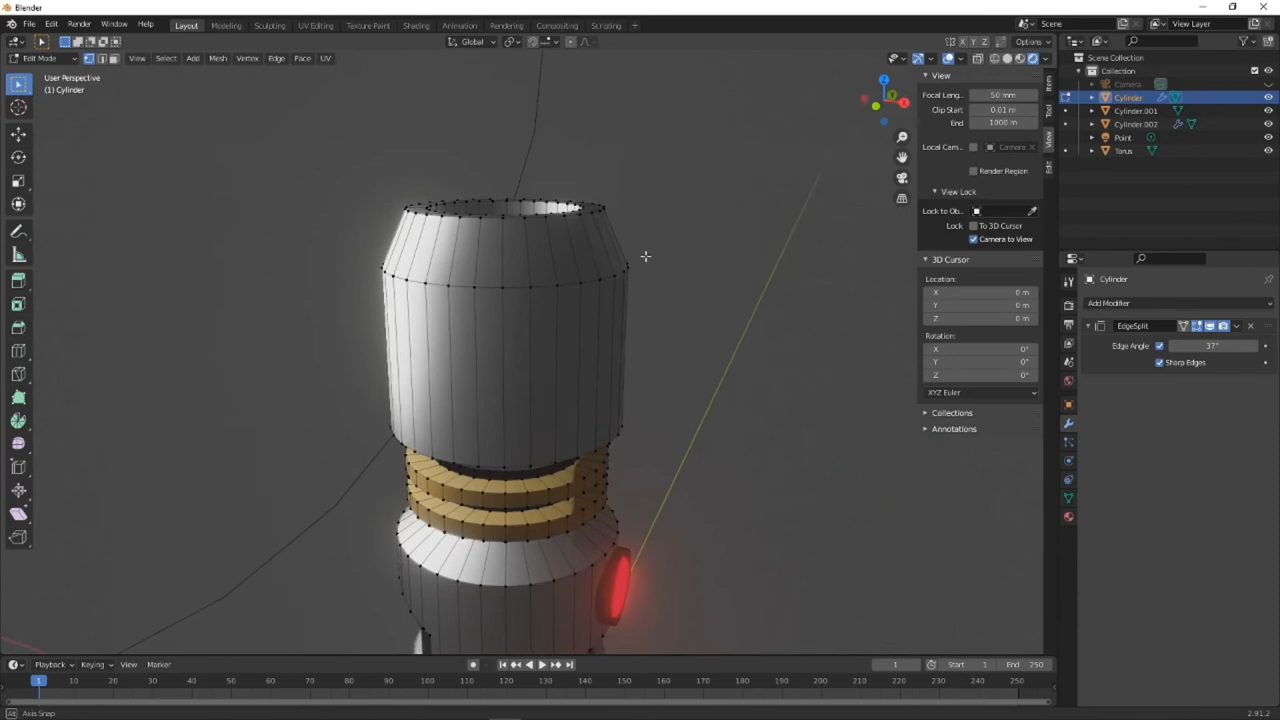 Blender
File Edit Render Window Help Layout Modeling Sculpting UV Editing Texture Paint Shading Animation Rendering Compositing Scripting + Scene View Layer
Global X Y Z Options
Edit Mode View Select Add Mesh Vertex Edge Face UV
User Perspective
(1) Cylinder
View
Focal Leng... 50 mm
Clip Start 0.01 m
End 1000 m
Local Cam... Camera
Render Region
View Lock
Lock to Ob...
Lock To 3D Cursor
Camera to View
3D Cursor
Location:
X 0 m
Y 0 m
Z 0 m
Rotation:
X 0°
Y 0°
Z 0°
XYZ Euler
Collections
Annotations
Item
Tool
View
Edit
Scene Collection
Collection
Camera
Cylinder
Cylinder.001
Cylinder.002
Point
Torus
Cylinder
Add Modifier
EdgeSplit
Edge Angle 37°
Sharp Edges
Playback Keying View Marker 1 Start 1 End 250
1 10 20 30 40 50 60 70 80 90 100 110 120 130 140 150 160 170 180 190 200 210 220 230 240 250
Axis Snap 2.91.2